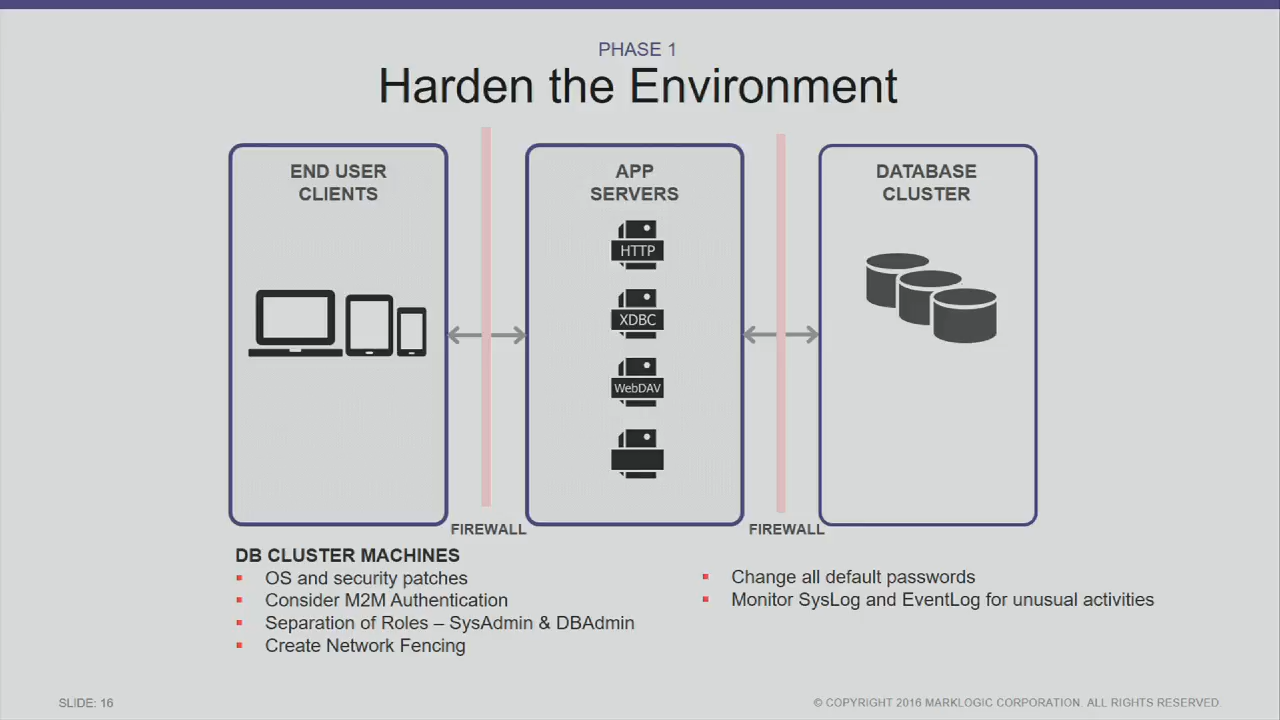 PHASE 1
Harden the Environment
END USER
CLIENTS
APP
SERVERS
HTTP
XDBC
WebDAV
DATABASE
CLUSTER
FIREWALL
FIREWALL
DB CLUSTER MACHINES
OS and security patches
Consider M2M Authentication
Separation of Roles – SysAdmin & DBAdmin
Create Network Fencing
Change all default passwords
Monitor SysLog and EventLog for unusual activities
SLIDE: 16
© COPYRIGHT 2016 MARKLOGIC CORPORATION. ALL RIGHTS RESERVED.